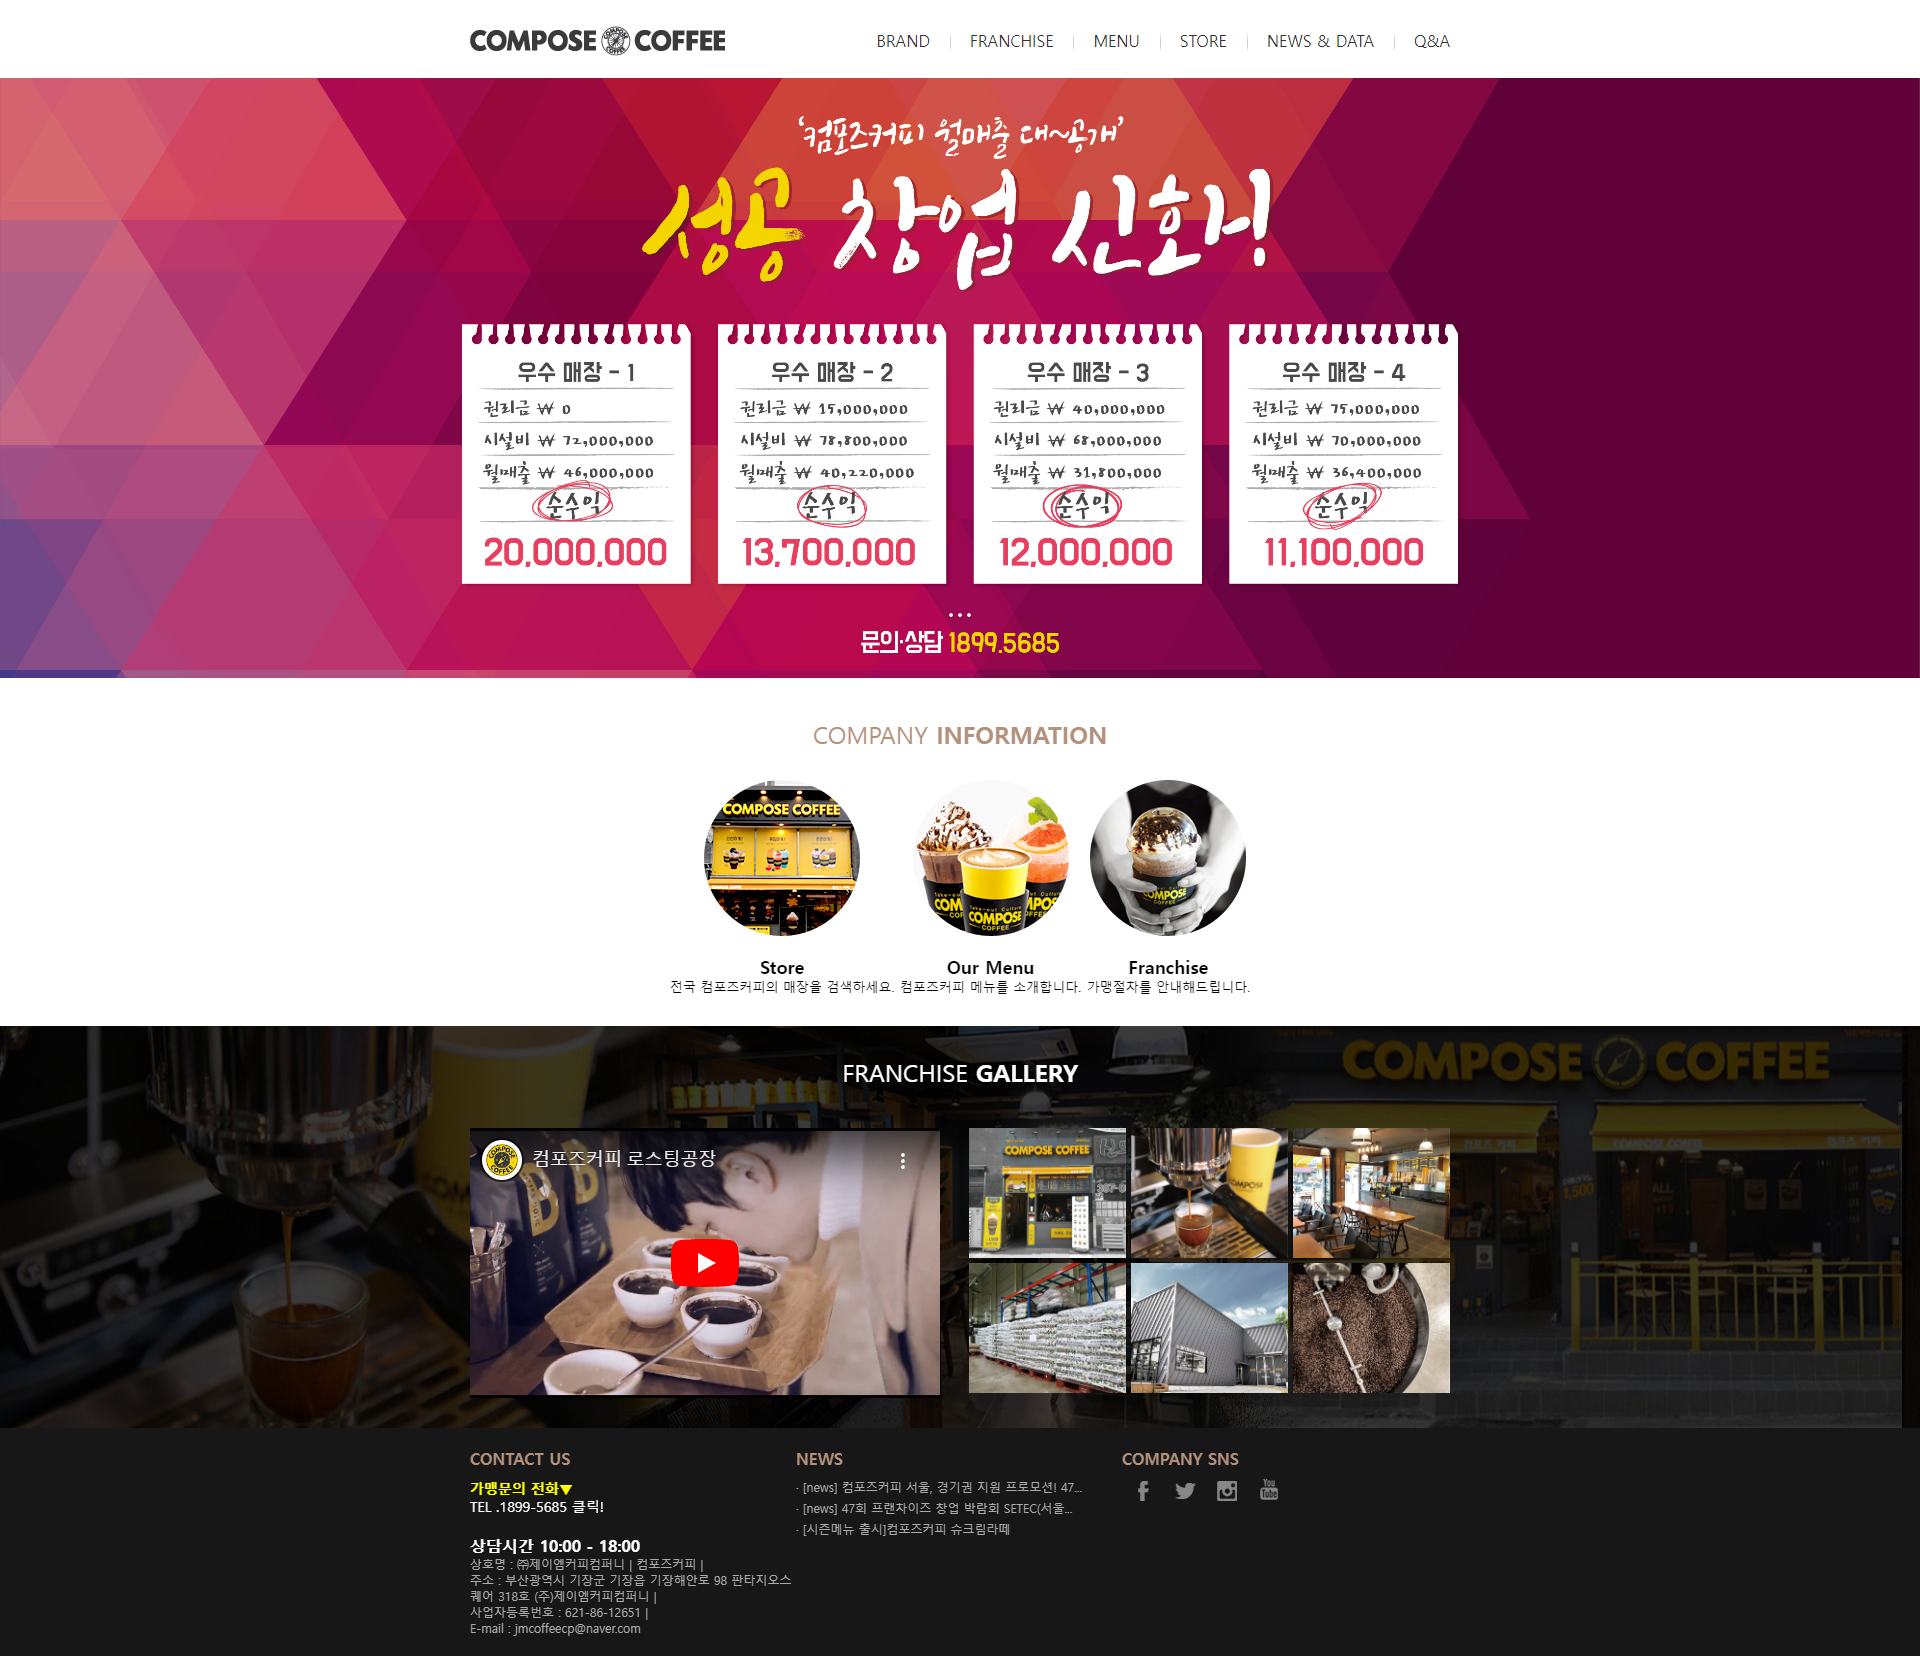 COMPOSE COFFEE
BRAND
FRANCHISE
MENU
STORE
NEWS & DATA
Q&A
'컴포즈커피 월매출 대~공개'
성공 창업 신화!
우수 매장 - 1
권리금 ₩ 0
시설비 ₩ 72,000,000
월매출 ₩ 46,000,000
순수익
20,000,000
우수 매장 - 2
권리금 ₩ 15,000,000
시설비 ₩ 78,800,000
월매출 ₩ 40,220,000
순수익
13,700,000
우수 매장 - 3
권리금 ₩ 40,000,000
시설비 ₩ 68,000,000
월매출 ₩ 31,800,000
순수익
12,000,000
우수 매장 - 4
권리금 ₩ 75,000,000
시설비 ₩ 70,000,000
월매출 ₩ 36,400,000
순수익
11,100,000
문의·상담 1899.5685
COMPANY INFORMATION
COMPOSE COFFEE
Take-out Culture
COMPOSE
COFFEE
COMPOSE
COFFEE
Store
전국 컴포즈커피의 매장을 검색하세요.
Our Menu
컴포즈커피 메뉴를 소개합니다.
Franchise
가맹절차를 안내해드립니다.
COMPOSE COFFEE
FRANCHISE GALLERY
컴포즈커피 로스팅공장
COMPOSE COFFEE
COMPOSE COFFEE
컴포즈 커피
1,500
CONTACT US
가맹문의 전화▼
TEL .1899-5685 클릭!
상담시간 10:00 - 18:00
상호명 : ㈜제이엠커피컴퍼니 | 컴포즈커피 |
주소 : 부산광역시 기장군 기장읍 기장해안로 98 판타지오스
퀘어 318호 (주)제이엠커피컴퍼니 |
사업자등록번호 : 621-86-12651 |
E-mail : jmcoffeecp@naver.com
NEWS
· [news] 컴포즈커피 서울, 경기권 지원 프로모션! 47...
· [news] 47회 프랜차이즈 창업 박람회 SETEC(서울...
· [시즌메뉴 출시]컴포즈커피 슈크림라떼
COMPANY SNS
You
Tube